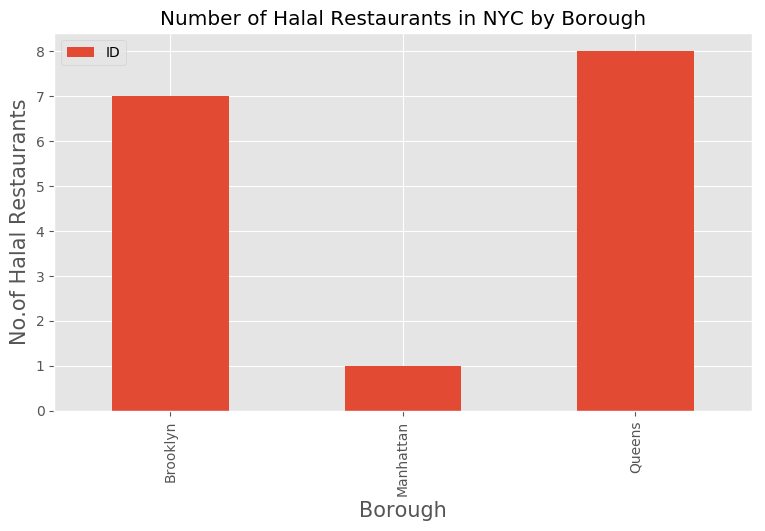 Number of Halal Restaurants in NYC by Borough
ID
No.of Halal Restaurants
8
7
6
5
4
3
2
1
0
Brooklyn
Manhattan
Queens
Borough